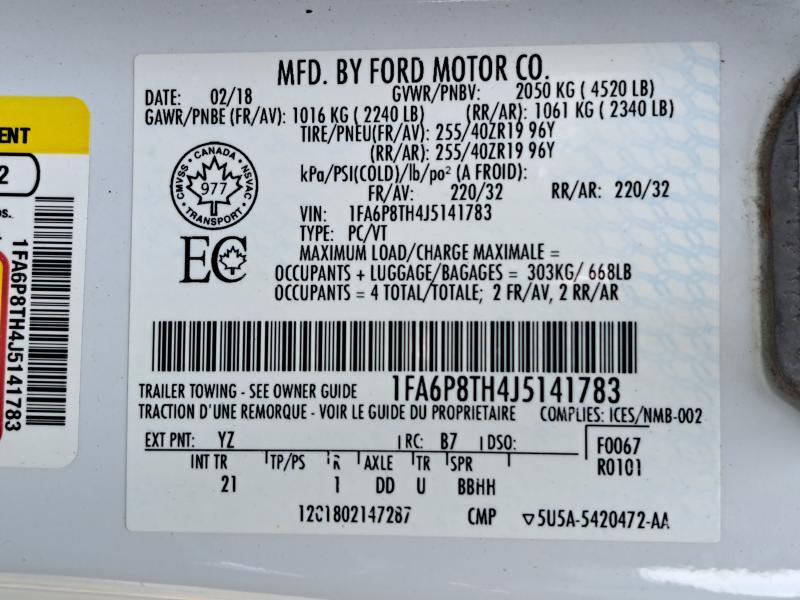 MFD. BY FORD MOTOR CO.
DATE: 02/18 GVWR/PNBV: 2050 KG ( 4520 LB)
GAWR/PNBE (FR/AV): 1016 KG ( 2240 LB) (RR/AR): 1061 KG ( 2340 LB)
TIRE/PNEU(FR/AV): 255/40ZR19 96Y
(RR/AR): 255/40ZR19 96Y
kPa/PSI(COLD)/lb/po² (A FROID):
FR/AV: 220/32 RR/AR: 220/32
VIN: 1FA6P8TH4J5141783
TYPE: PC/VT
MAXIMUM LOAD/CHARGE MAXIMALE =
OCCUPANTS + LUGGAGE/BAGAGES = 303KG/ 668LB
OCCUPANTS = 4 TOTAL/TOTALE; 2 FR/AV, 2 RR/AR
CANADA
CMVSS NSVAC
977
TRANSPORT
EC
TRAILER TOWING - SEE OWNER GUIDE 1FA6P8TH4J5141783
TRACTION D'UNE REMORQUE - VOIR LE GUIDE DU PROPRIETAIRE COMPLIES: ICES/NMB-002
EXT PNT: YZ RC: B7 DSO: F0067
R0101
INT TR TP/PS R AXLE TR SPR
21 1 DD U BBHH
12C1802147287 CMP ▽5U5A-5420472-AA
ENT
2
1FA6P8TH4J5141783